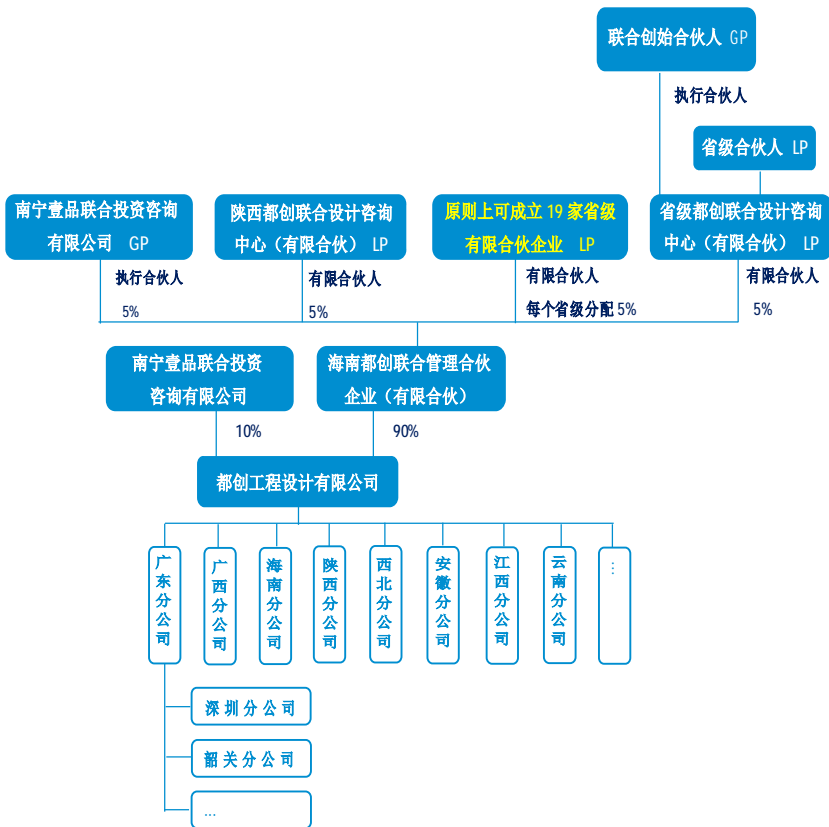 联合创始合伙人 GP
执行合伙人
省级合伙人 LP
南宁壹品联合投资咨询
有限公司 GP
陕西都创联合设计咨询
中心（有限合伙）LP
原则上可成立 19 家省级
有限合伙企业 LP
省级都创联合设计咨询
中心（有限合伙）LP
执行合伙人
5%
有限合伙人
5%
有限合伙人
每个省级分配 5%
有限合伙人
5%
南宁壹品联合投资
咨询有限公司
海南都创联合管理合伙
企业（有限合伙）
10%
90%
都创工程设计有限公司
广东分公司
广西分公司
海南分公司
陕西分公司
西北分公司
安徽分公司
江西分公司
云南分公司
...
深圳分公司
韶关分公司
...